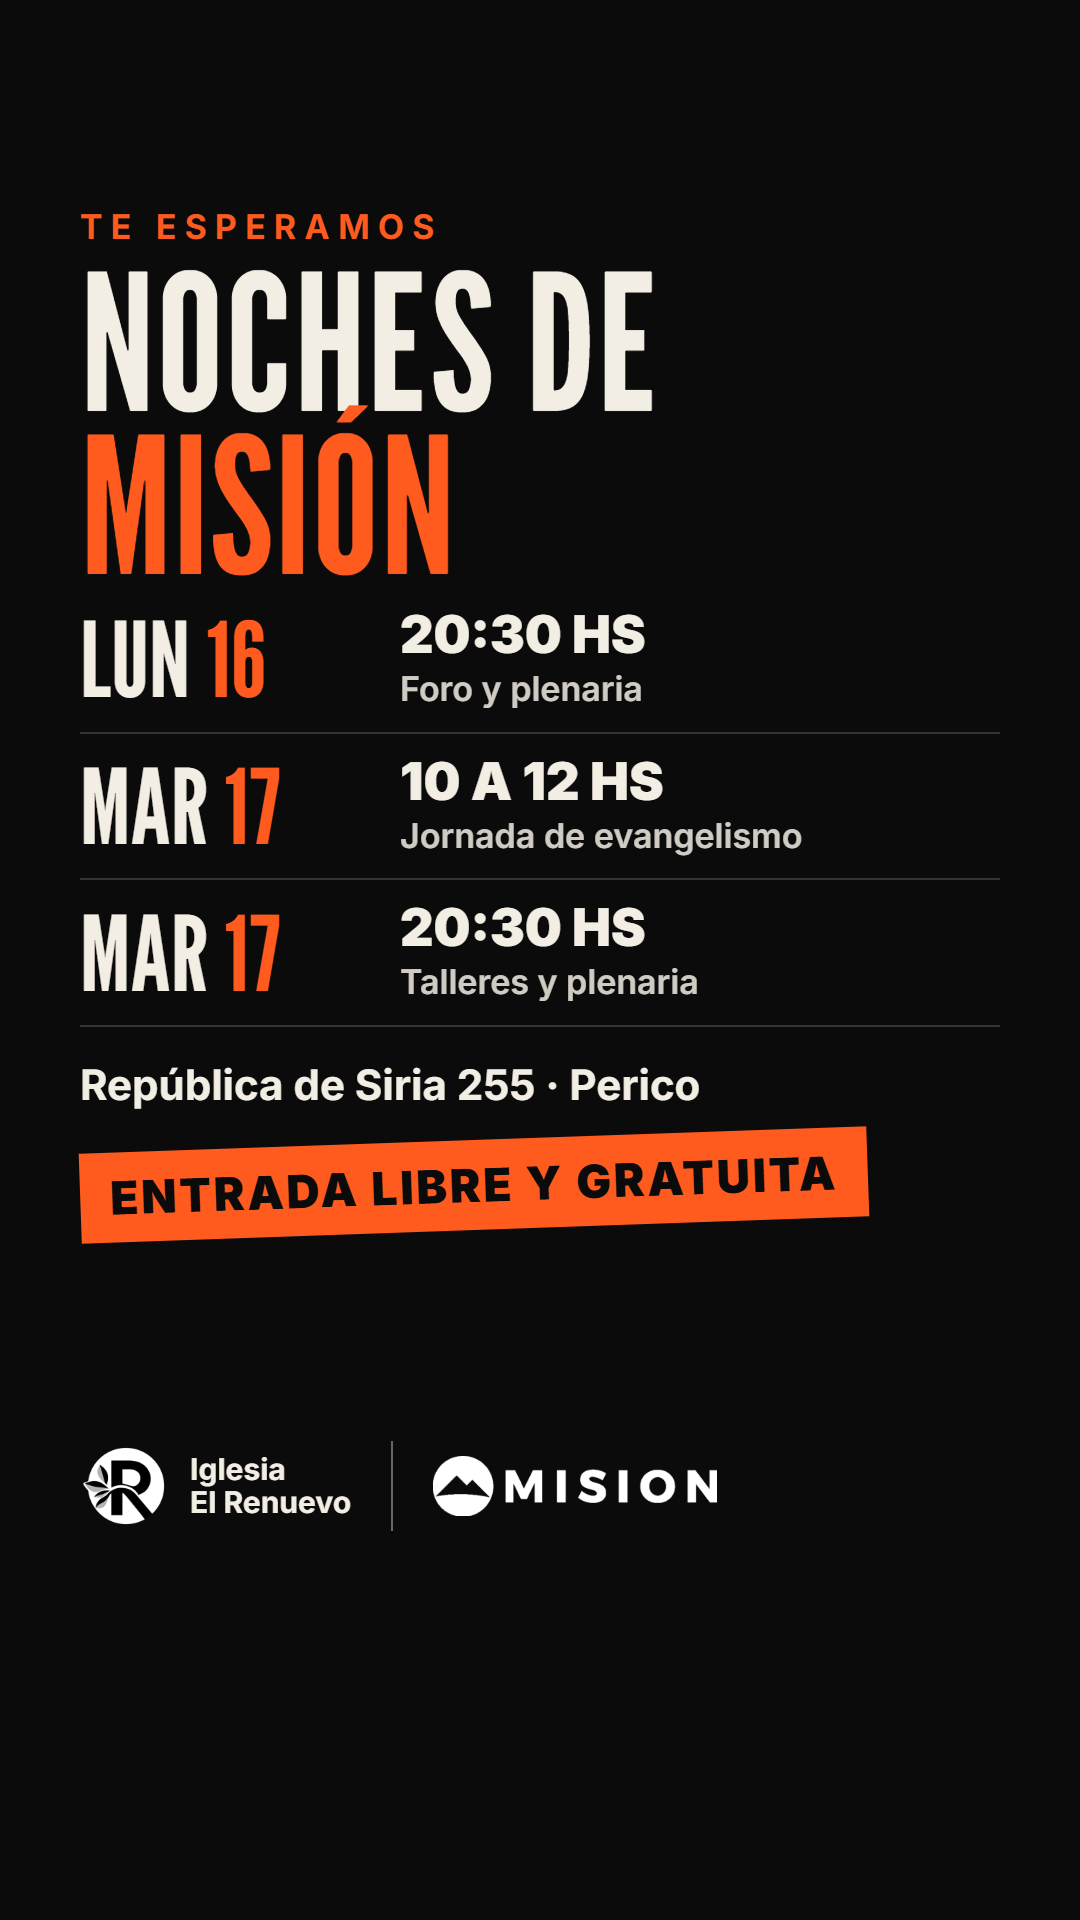 TE ESPERAMOS
NOCHES DE
MISIÓN
LUN 16
20:30 HS
Foro y plenaria
MAR 17
10 A 12 HS
Jornada de evangelismo
MAR 17
20:30 HS
Talleres y plenaria
República de Siria 255 · Perico
ENTRADA LIBRE Y GRATUITA
R
Iglesia
El Renuevo
MISION